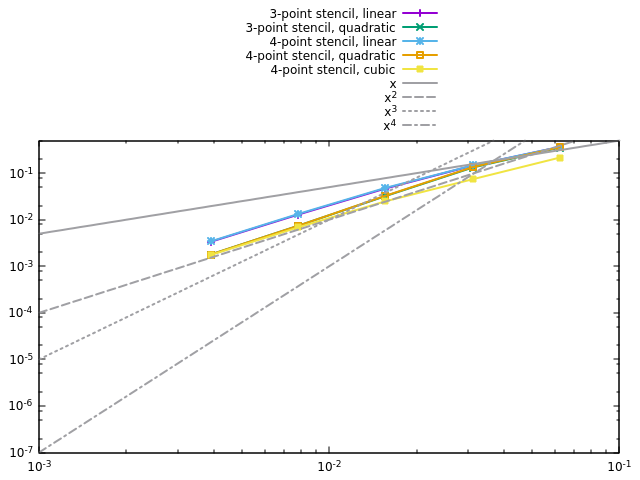 3-point stencil, linear
3-point stencil, quadratic
4-point stencil, linear
4-point stencil, quadratic
4-point stencil, cubic
x
x²
x³
x⁴
10⁻¹
10⁻²
10⁻³
10⁻⁴
10⁻⁵
10⁻⁶
10⁻⁷
10⁻³ 10⁻² 10⁻¹